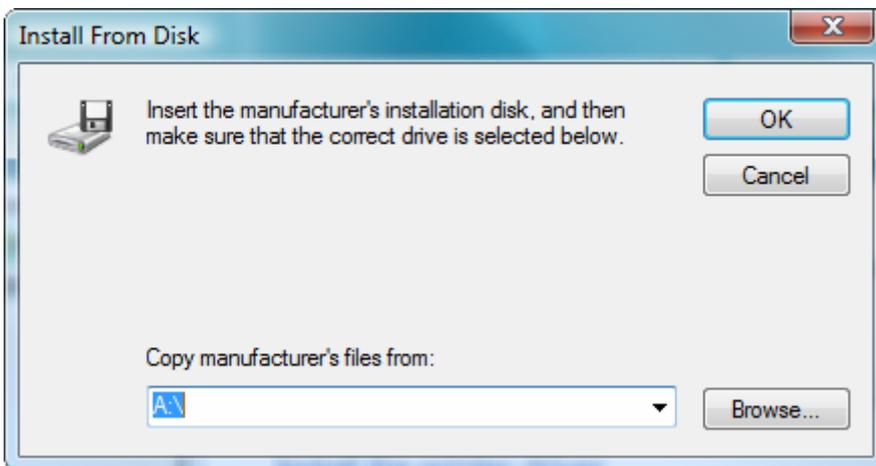 Install From Disk
Insert the manufacturer's installation disk, and then
make sure that the correct drive is selected below.
OK
Cancel
Copy manufacturer's files from:
A:\
Browse...